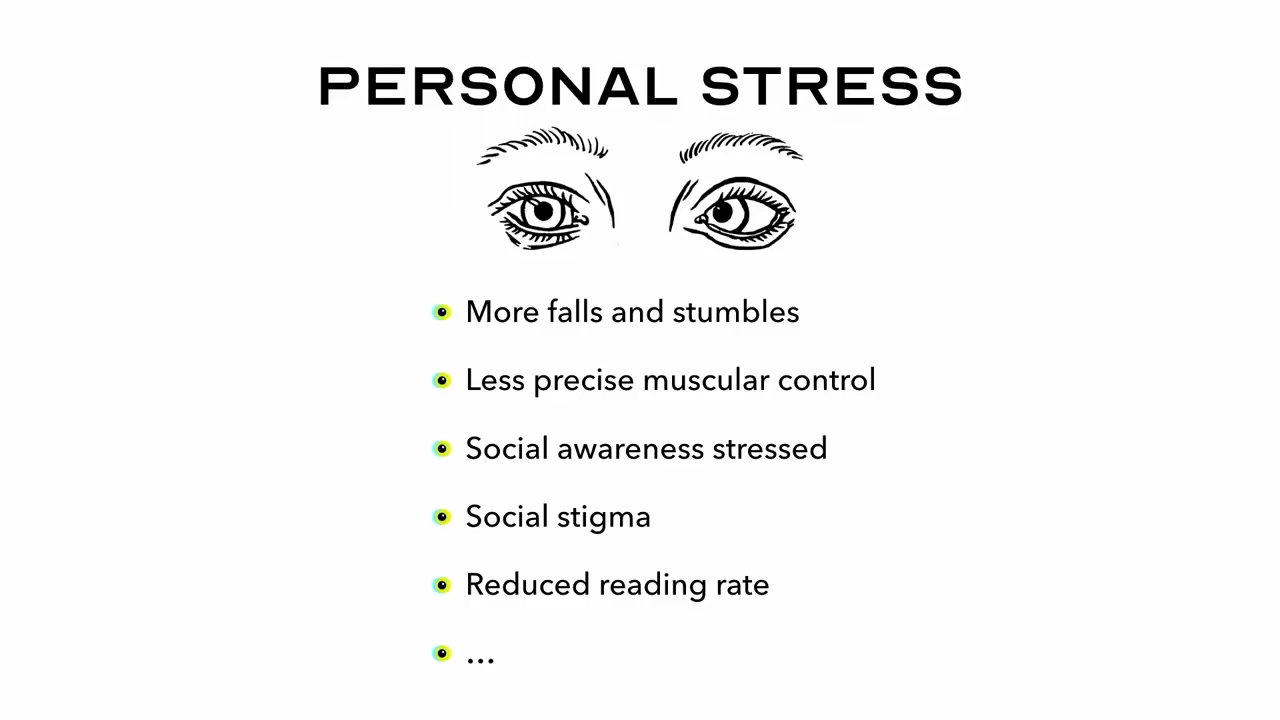 PERSONAL STRESS
More falls and stumbles
Less precise muscular control
Social awareness stressed
Social stigma
Reduced reading rate
...